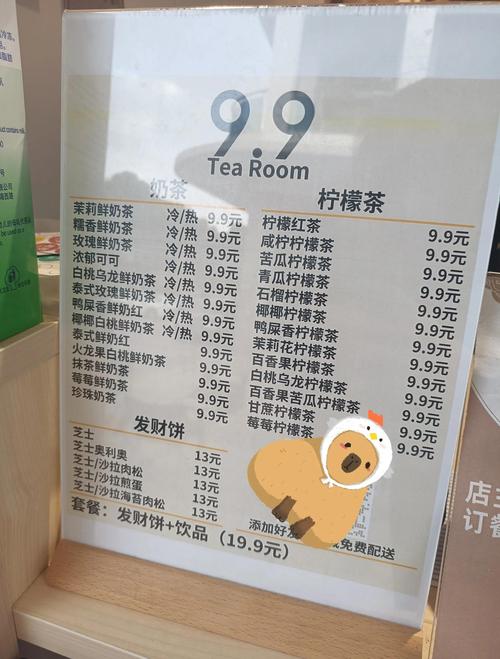 9.9
Tea Room
奶茶
茉莉鲜奶茶 冷/热 9.9元
糯香鲜奶茶 冷/热 9.9元
玫瑰鲜奶茶 冷/热 9.9元
浓郁可可 冷/热 9.9元
白桃乌龙鲜奶茶 冷/热 9.9元
泰式玫瑰鲜奶茶 冷/热 9.9元
鸭屎香鲜奶红 冷/热 9.9元
椰椰白桃鲜奶茶 9.9元
泰式鲜奶红 9.9元
火龙果白桃鲜奶茶 9.9元
抹茶鲜奶茶 9.9元
莓莓鲜奶茶 9.9元
珍珠奶茶 9.9元
发财饼
芝士 13元
芝士奥利奥 13元
芝士/沙拉肉松 13元
芝士/沙拉煎蛋 13元
芝士/沙拉海苔肉松 13元
套餐：发财饼+饮品（19.9元）
柠檬茶
柠檬红茶 9.9元
咸柠柠檬茶 9.9元
苦瓜柠檬茶 9.9元
青瓜柠檬茶 9.9元
石榴柠檬茶 9.9元
椰椰柠檬茶 9.9元
鸭屎香柠檬茶 9.9元
茉莉花柠檬茶 9.9元
百香果柠檬茶 9.9元
白桃乌龙柠檬茶 9.9元
百香果苦瓜柠檬茶 9.9元
甘蔗柠檬茶 9.9元
莓莓柠檬茶 9.9元
添加好友
免费配送
店主
订餐